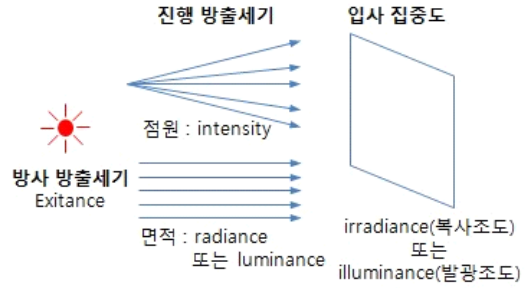 진행 방출세기
입사 집중도
점원 : intensity
방사 방출세기
Exitance
면적 : radiance
또는 luminance
irradiance(복사조도)
또는
illuminance(발광조도)